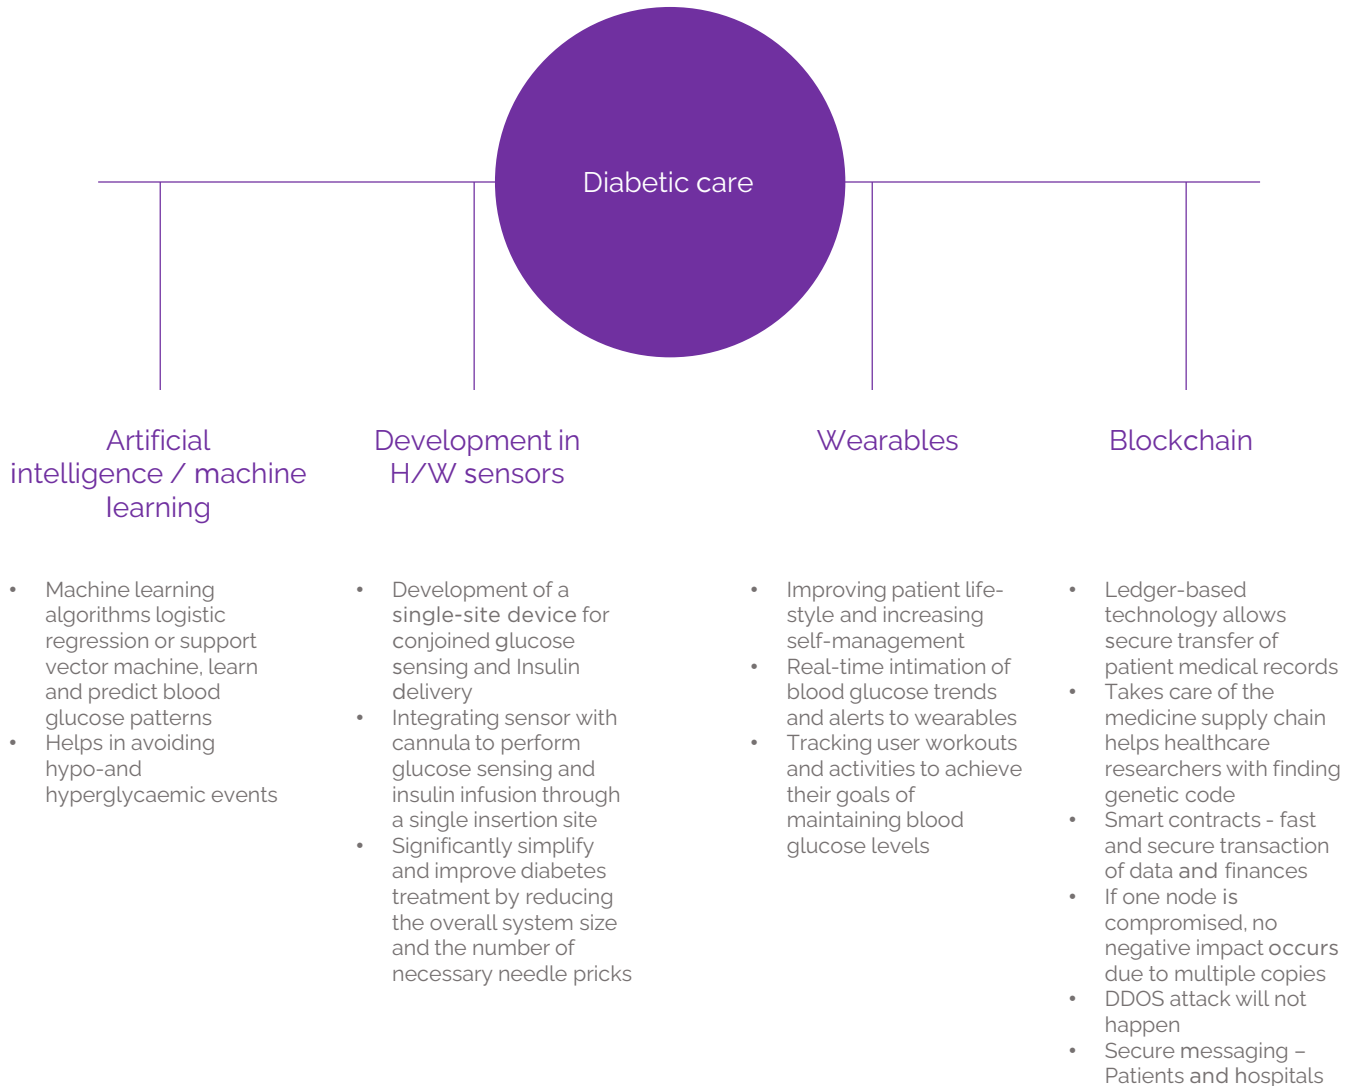 Diabetic care
Artificial
intelligence / machine
learning
Development in
H/W sensors
Wearables
Blockchain
• Machine learning
algorithms logistic
regression or support
vector machine, learn
and predict blood
glucose patterns
• Helps in avoiding
hypo-and
hyperglycaemic events
• Development of a
single-site device for
conjoined glucose
sensing and Insulin
delivery
• Integrating sensor with
cannula to perform
glucose sensing and
insulin infusion through
a single insertion site
• Significantly simplify
and improve diabetes
treatment by reducing
the overall system size
and the number of
necessary needle pricks
• Improving patient life-
style and increasing
self-management
• Real-time intimation of
blood glucose trends
and alerts to wearables
• Tracking user workouts
and activities to achieve
their goals of
maintaining blood
glucose levels
• Ledger-based
technology allows
secure transfer of
patient medical records
• Takes care of the
medicine supply chain
helps healthcare
researchers with finding
genetic code
• Smart contracts - fast
and secure transaction
of data and finances
• If one node is
compromised, no
negative impact occurs
due to multiple copies
• DDOS attack will not
happen
• Secure messaging –
Patients and hospitals